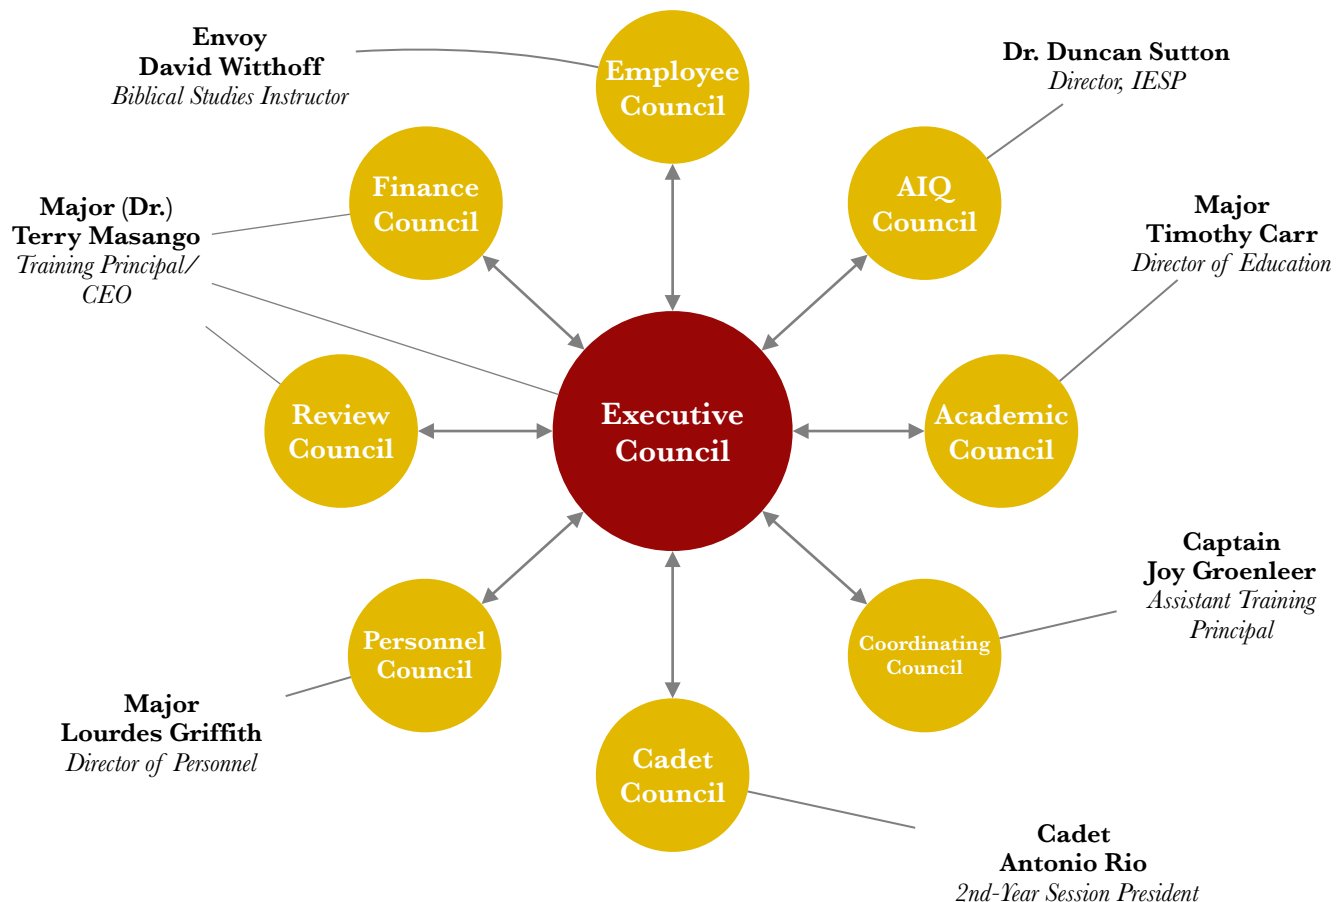 Envoy
David Witthoff
Biblical Studies Instructor
Employee
Council
Dr. Duncan Sutton
Director, IESP
Finance
Council
AIQ
Council
Major (Dr.)
Terry Masango
Training Principal/
CEO
Major
Timothy Carr
Director of Education
Review
Council
Executive
Council
Academic
Council
Captain
Joy Groenleer
Assistant Training
Principal
Personnel
Council
Coordinating
Council
Major
Lourdes Griffith
Director of Personnel
Cadet
Council
Cadet
Antonio Rio
2nd-Year Session President